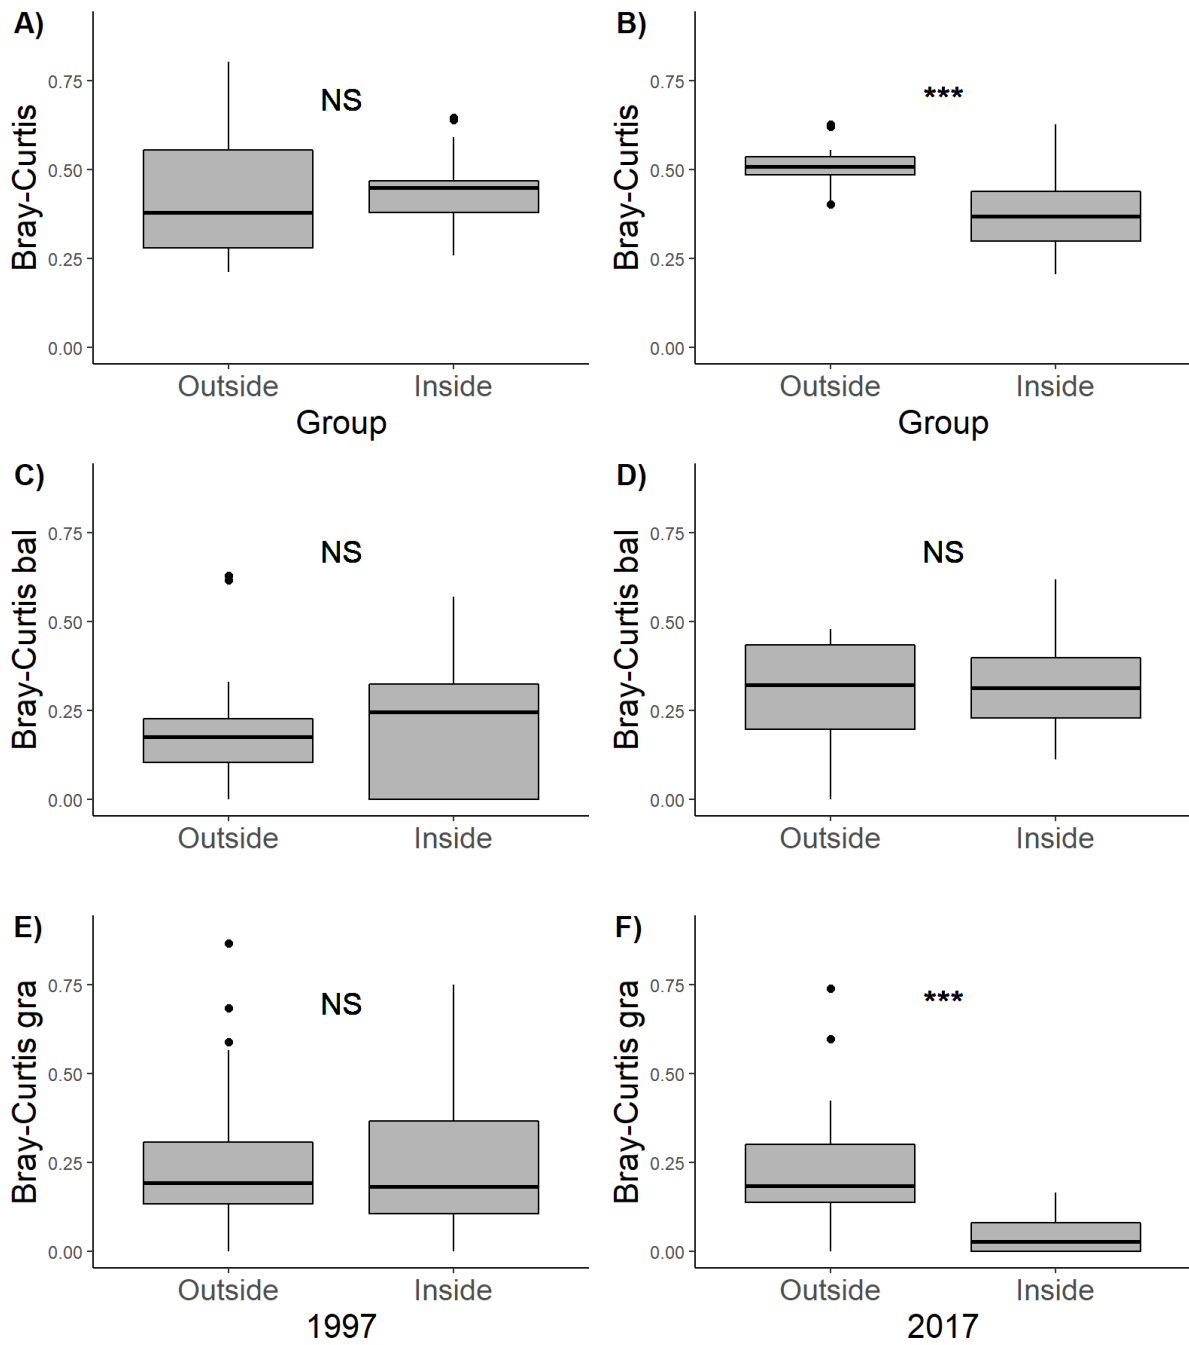 A)
Bray-Curtis
0.75
0.50
0.25
0.00
NS
Outside
Inside
Group
B)
Bray-Curtis
0.75
0.50
0.25
0.00
***
Outside
Inside
Group
C)
Bray-Curtis bal
0.75
0.50
0.25
0.00
NS
Outside
Inside
D)
Bray-Curtis bal
0.75
0.50
0.25
0.00
NS
Outside
Inside
E)
Bray-Curtis gra
0.75
0.50
0.25
0.00
NS
Outside
Inside
1997
F)
Bray-Curtis gra
0.75
0.50
0.25
0.00
***
Outside
Inside
2017